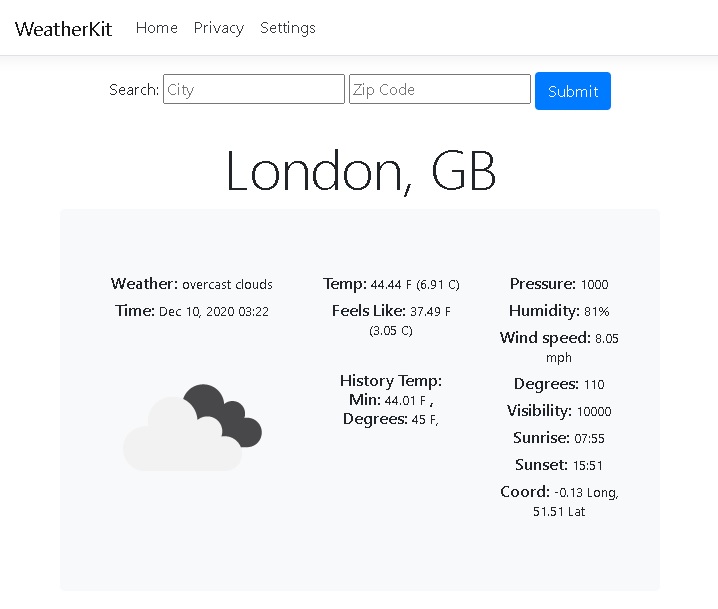 WeatherKit Home Privacy Settings
Search: City Zip Code Submit
London, GB
Weather: overcast clouds
Time: Dec 10, 2020 03:22
Temp: 44.44 F (6.91 C)
Feels Like: 37.49 F
(3.05 C)
History Temp:
Min: 44.01 F ,
Degrees: 45 F,
Pressure: 1000
Humidity: 81%
Wind speed: 8.05
mph
Degrees: 110
Visibility: 10000
Sunrise: 07:55
Sunset: 15:51
Coord: -0.13 Long,
51.51 Lat